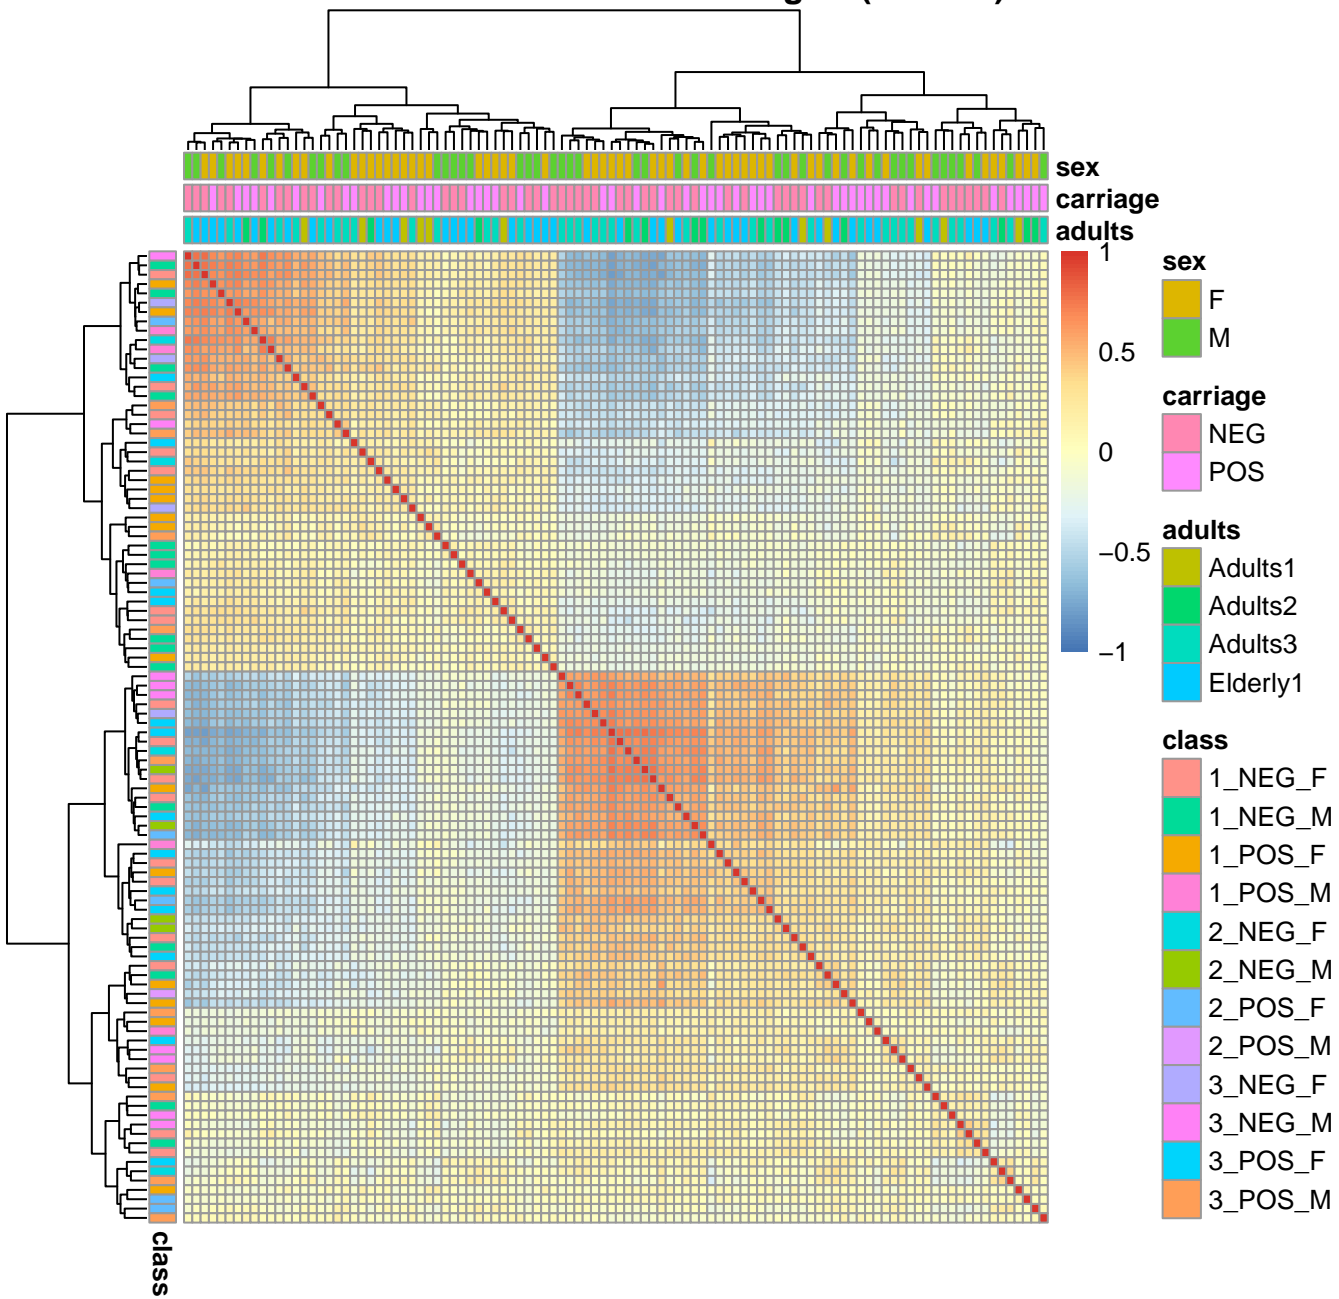 sex
carriage
adults
1
0.5
0
−0.5
−1
sex
F
M
carriage
NEG
POS
adults
Adults1
Adults2
Adults3
Elderly1
class
1_NEG_F
1_NEG_M
1_POS_F
1_POS_M
2_NEG_F
2_NEG_M
2_POS_F
2_POS_M
3_NEG_F
3_NEG_M
3_POS_F
3_POS_M
class